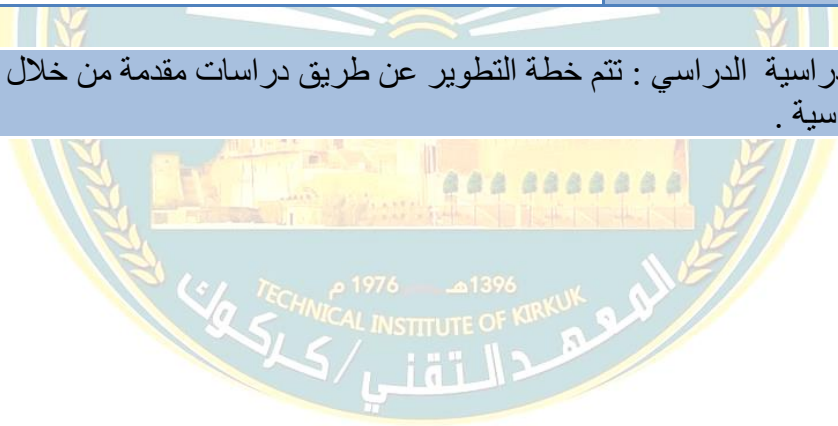 راسية الدراسي : تتم خطة التطوير عن طريق دراسات مقدمة من خلال
اسية .
1396هـ 1976 م
TECHNICAL INSTITUTE OF KIRKUK
المعهد التقني / كركوك